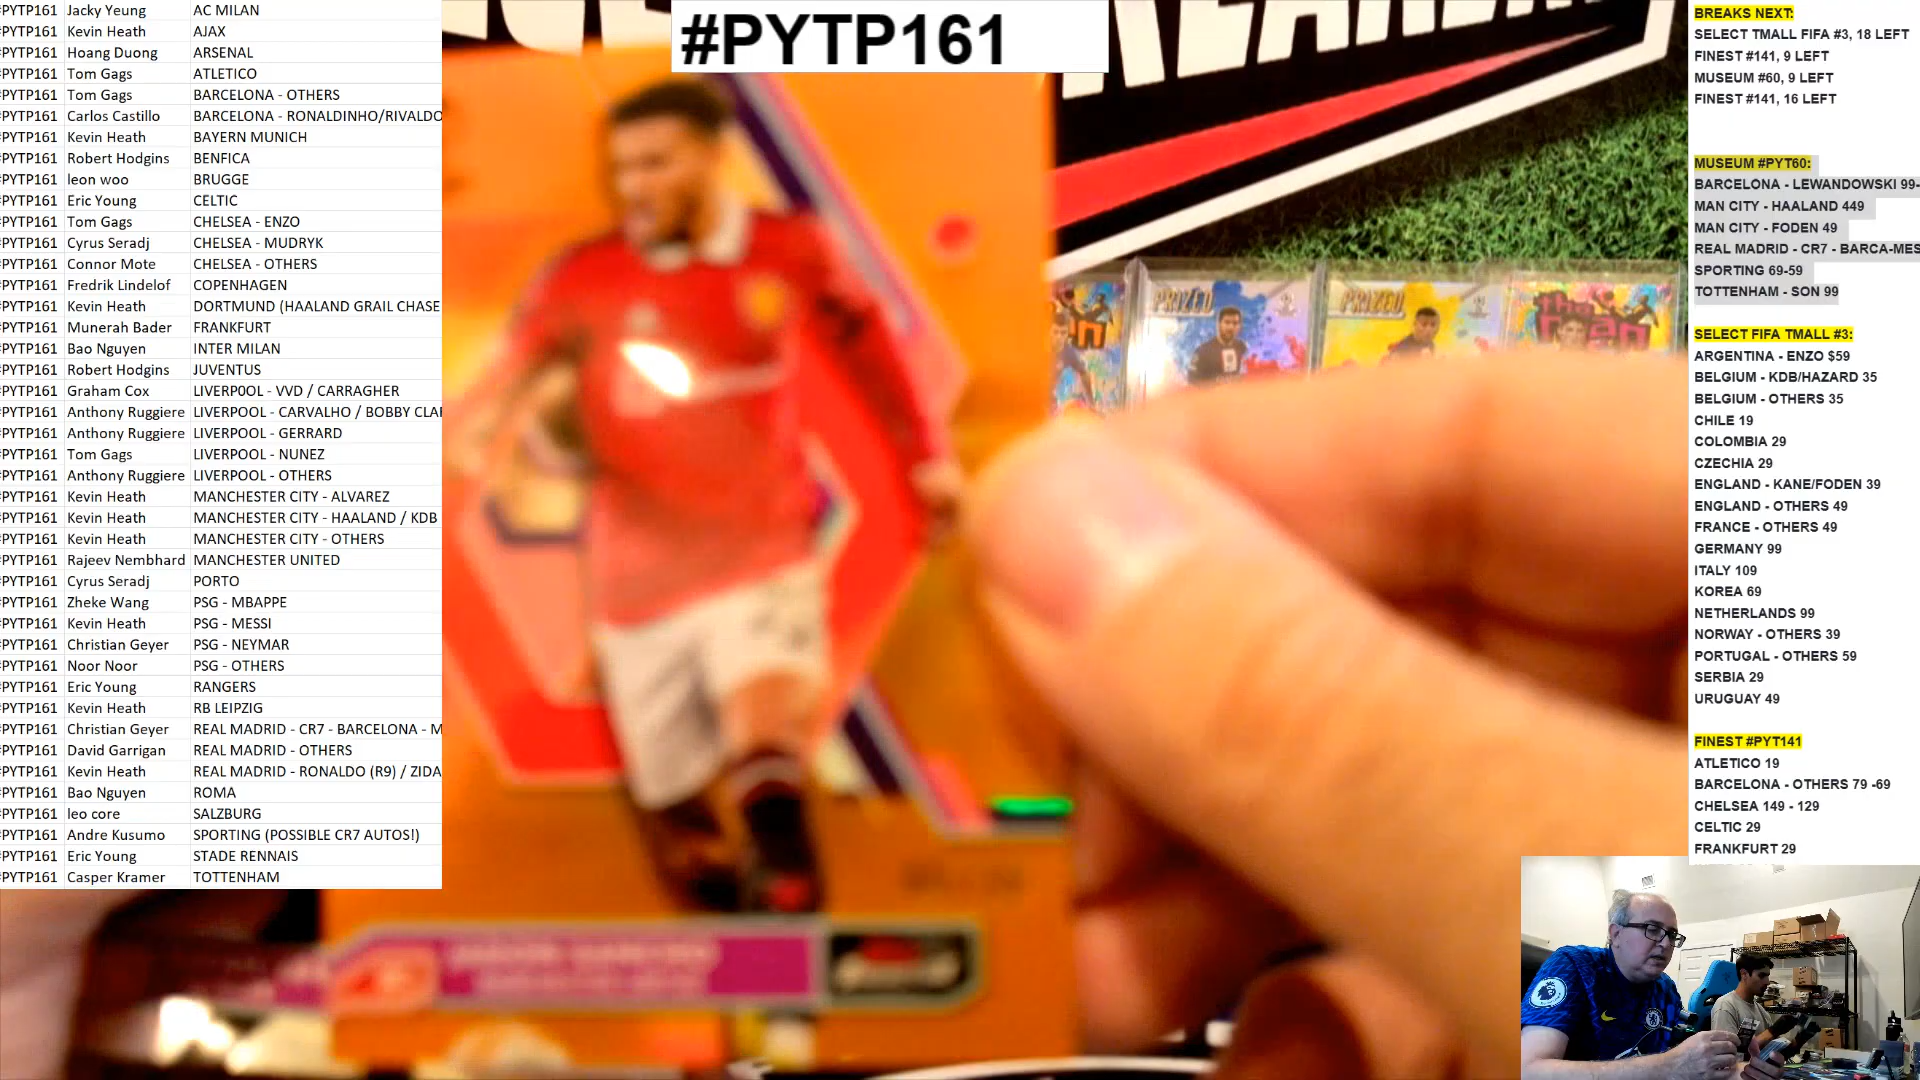 #PYTP161
#PYTP161 Jacky Yeung AC MILAN
#PYTP161 Kevin Heath AJAX
#PYTP161 Hoang Duong ARSENAL
#PYTP161 Tom Gags ATLETICO
#PYTP161 Tom Gags BARCELONA - OTHERS
#PYTP161 Carlos Castillo BARCELONA - RONALDINHO/RIVALDO
#PYTP161 Kevin Heath BAYERN MUNICH
#PYTP161 Robert Hodgins BENFICA
#PYTP161 leon woo BRUGGE
#PYTP161 Eric Young CELTIC
#PYTP161 Tom Gags CHELSEA - ENZO
#PYTP161 Cyrus Seradj CHELSEA - MUDRYK
#PYTP161 Connor Mote CHELSEA - OTHERS
#PYTP161 Fredrik Lindelof COPENHAGEN
#PYTP161 Kevin Heath DORTMUND (HAALAND GRAIL CHASE
#PYTP161 Munerah Bader FRANKFURT
#PYTP161 Bao Nguyen INTER MILAN
#PYTP161 Robert Hodgins JUVENTUS
#PYTP161 Graham Cox LIVERP0OL - VVD / CARRAGHER
#PYTP161 Anthony Ruggiere LIVERPOOL - CARVALHO / BOBBY CLAR
#PYTP161 Anthony Ruggiere LIVERPOOL - GERRARD
#PYTP161 Tom Gags LIVERPOOL - NUNEZ
#PYTP161 Anthony Ruggiere LIVERPOOL - OTHERS
#PYTP161 Kevin Heath MANCHESTER CITY - ALVAREZ
#PYTP161 Kevin Heath MANCHESTER CITY - HAALAND / KDB
#PYTP161 Kevin Heath MANCHESTER CITY - OTHERS
#PYTP161 Rajeev Nembhard MANCHESTER UNITED
#PYTP161 Cyrus Seradj PORTO
#PYTP161 Zheke Wang PSG - MBAPPE
#PYTP161 Kevin Heath PSG - MESSI
#PYTP161 Christian Geyer PSG - NEYMAR
#PYTP161 Noor Noor PSG - OTHERS
#PYTP161 Eric Young RANGERS
#PYTP161 Kevin Heath RB LEIPZIG
#PYTP161 Christian Geyer REAL MADRID - CR7 - BARCELONA - M
#PYTP161 David Garrigan REAL MADRID - OTHERS
#PYTP161 Kevin Heath REAL MADRID - RONALDO (R9) / ZIDA
#PYTP161 Bao Nguyen ROMA
#PYTP161 leo core SALZBURG
#PYTP161 Andre Kusumo SPORTING (POSSIBLE CR7 AUTOS!)
#PYTP161 Eric Young STADE RENNAIS
#PYTP161 Casper Kramer TOTTENHAM
PRIZED
PRIZED
BREAKS NEXT:
SELECT TMALL FIFA #3, 18 LEFT
FINEST #141, 9 LEFT
MUSEUM #60, 9 LEFT
FINEST #141, 16 LEFT
MUSEUM #PYT60:
BARCELONA - LEWANDOWSKI 99-
MAN CITY - HAALAND 449
MAN CITY - FODEN 49
REAL MADRID - CR7 - BARCA-MES
SPORTING 69-59
TOTTENHAM - SON 99
SELECT FIFA TMALL #3:
ARGENTINA - ENZO $59
BELGIUM - KDB/HAZARD 35
BELGIUM - OTHERS 35
CHILE 19
COLOMBIA 29
CZECHIA 29
ENGLAND - KANE/FODEN 39
ENGLAND - OTHERS 49
FRANCE - OTHERS 49
GERMANY 99
ITALY 109
KOREA 69
NETHERLANDS 99
NORWAY - OTHERS 39
PORTUGAL - OTHERS 59
SERBIA 29
URUGUAY 49
FINEST #PYT141
ATLETICO 19
BARCELONA - OTHERS 79 -69
CHELSEA 149 - 129
CELTIC 29
FRANKFURT 29